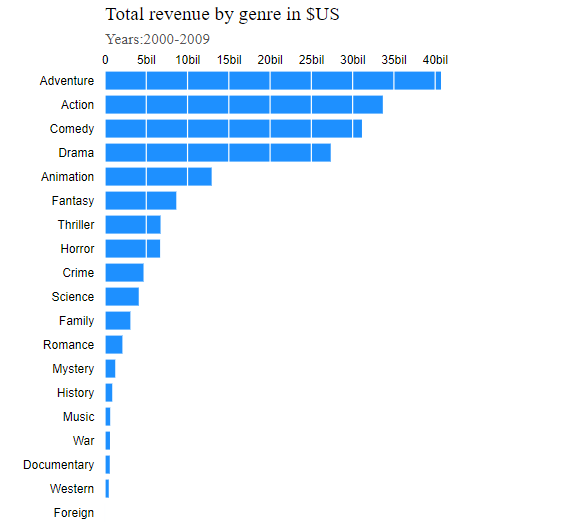 Total revenue by genre in $US
Years:2000-2009
0 5bil 10bil 15bil 20bil 25bil 30bil 35bil 40bil
Adventure
Action
Comedy
Drama
Animation
Fantasy
Thriller
Horror
Crime
Science
Family
Romance
Mystery
History
Music
War
Documentary
Western
Foreign